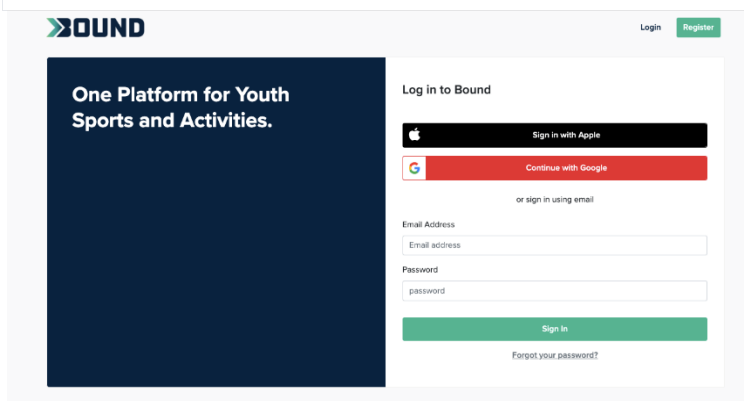 BOUND
Login
Register
One Platform for Youth
Sports and Activities.
Log in to Bound
Sign in with Apple
Continue with Google
or sign in using email
Email Address
Email address
Password
password
Sign In
Forgot your password?